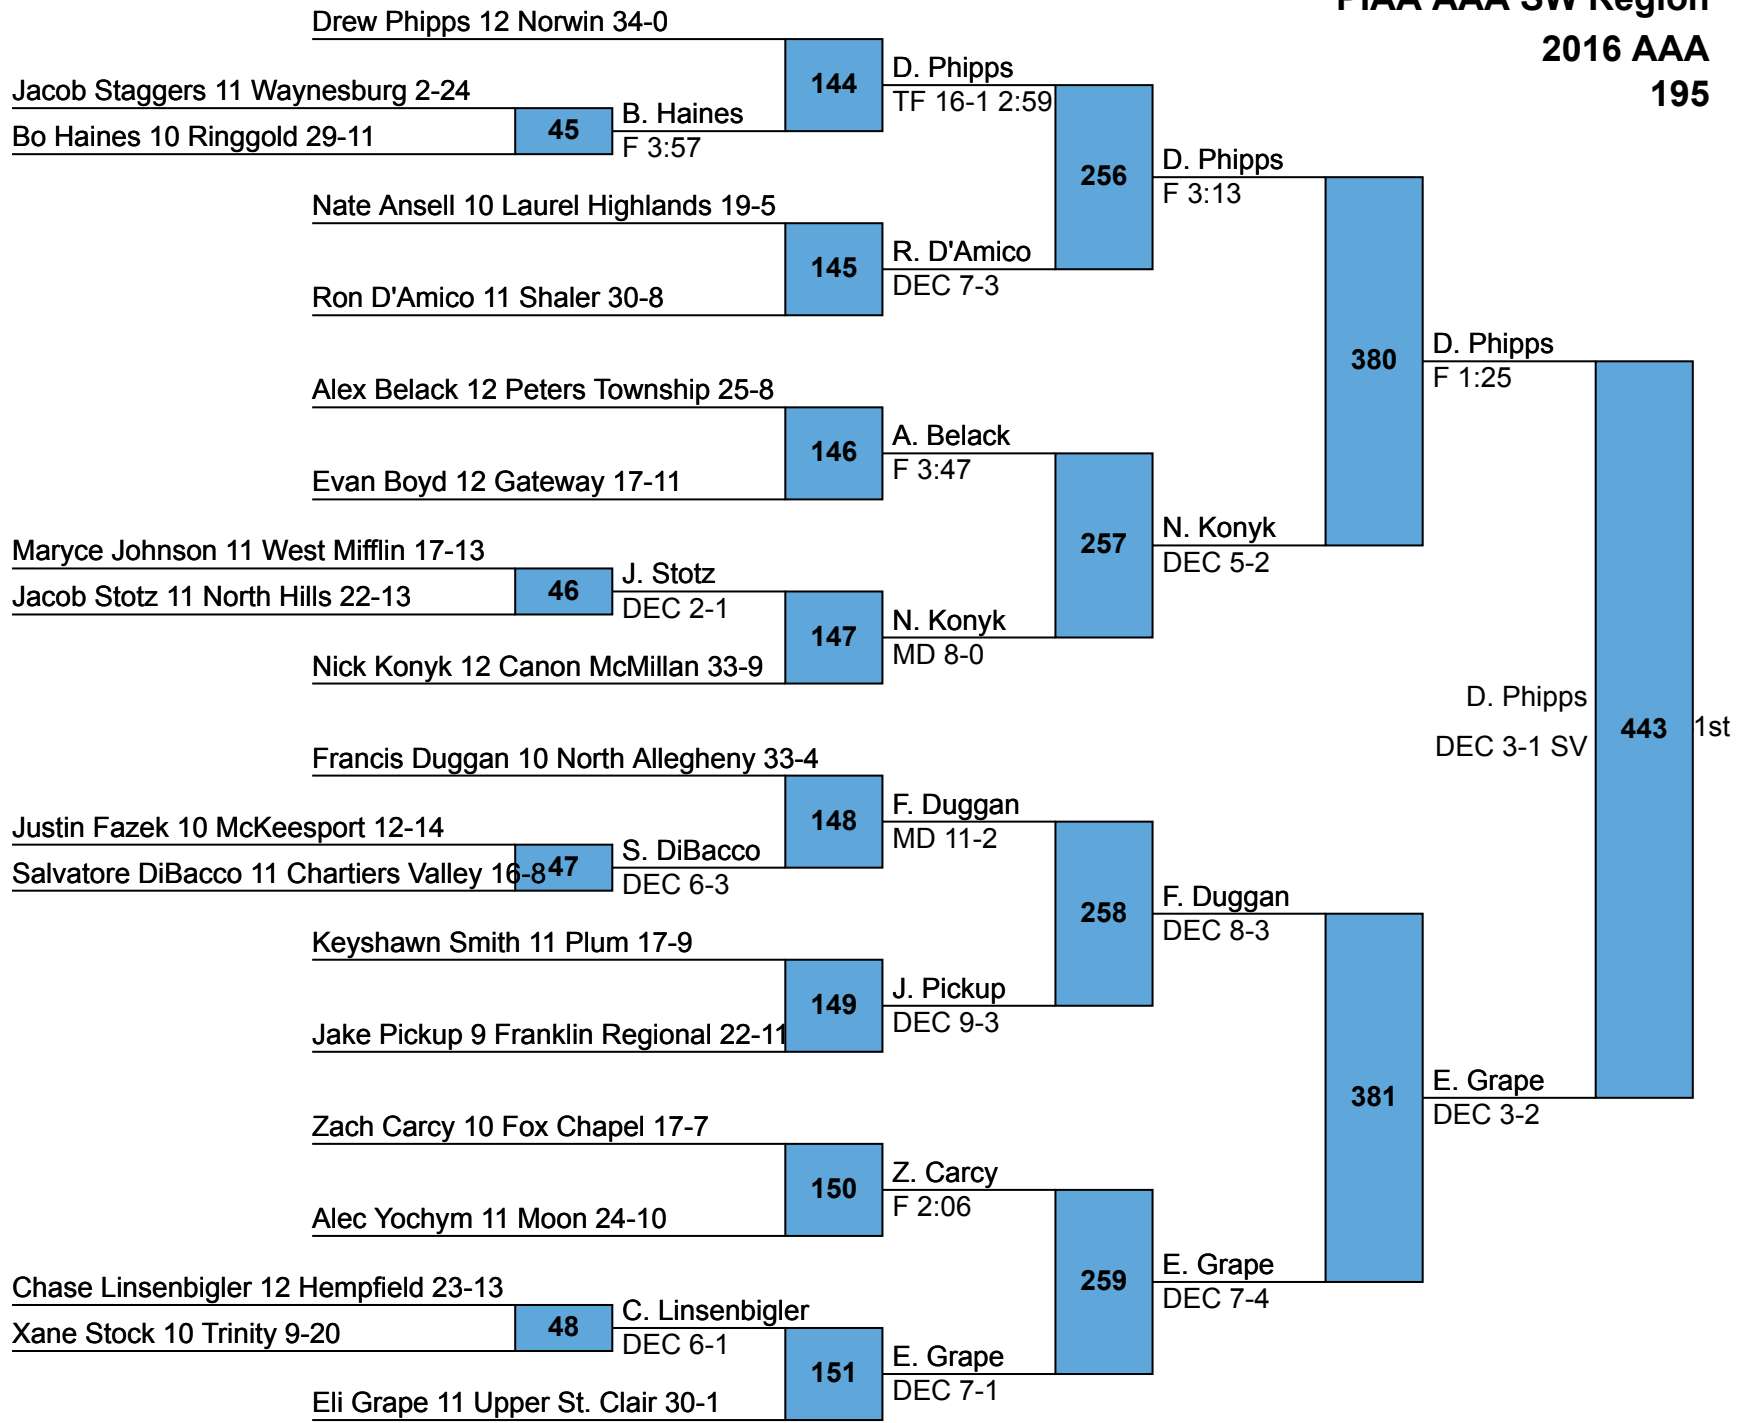 PIAA AAA SW Region
2016 AAA
195
Drew Phipps 12 Norwin 34-0
144
D. Phipps
TF 16-1 2:59
Jacob Staggers 11 Waynesburg 2-24
45
B. Haines
F 3:57
Bo Haines 10 Ringgold 29-11
256
D. Phipps
F 3:13
Nate Ansell 10 Laurel Highlands 19-5
145
R. D'Amico
DEC 7-3
Ron D'Amico 11 Shaler 30-8
380
D. Phipps
F 1:25
Alex Belack 12 Peters Township 25-8
146
A. Belack
F 3:47
Evan Boyd 12 Gateway 17-11
257
N. Konyk
DEC 5-2
Maryce Johnson 11 West Mifflin 17-13
46
J. Stotz
DEC 2-1
Jacob Stotz 11 North Hills 22-13
147
N. Konyk
MD 8-0
Nick Konyk 12 Canon McMillan 33-9
D. Phipps
DEC 3-1 SV
443
1st
Francis Duggan 10 North Allegheny 33-4
148
F. Duggan
MD 11-2
Justin Fazek 10 McKeesport 12-14
47
S. DiBacco
DEC 6-3
Salvatore DiBacco 11 Chartiers Valley 16-8
258
F. Duggan
DEC 8-3
Keyshawn Smith 11 Plum 17-9
149
J. Pickup
DEC 9-3
Jake Pickup 9 Franklin Regional 22-11
381
E. Grape
DEC 3-2
Zach Carcy 10 Fox Chapel 17-7
150
Z. Carcy
F 2:06
Alec Yochym 11 Moon 24-10
259
E. Grape
DEC 7-4
Chase Linsenbigler 12 Hempfield 23-13
48
C. Linsenbigler
DEC 6-1
Xane Stock 10 Trinity 9-20
151
E. Grape
DEC 7-1
Eli Grape 11 Upper St. Clair 30-1